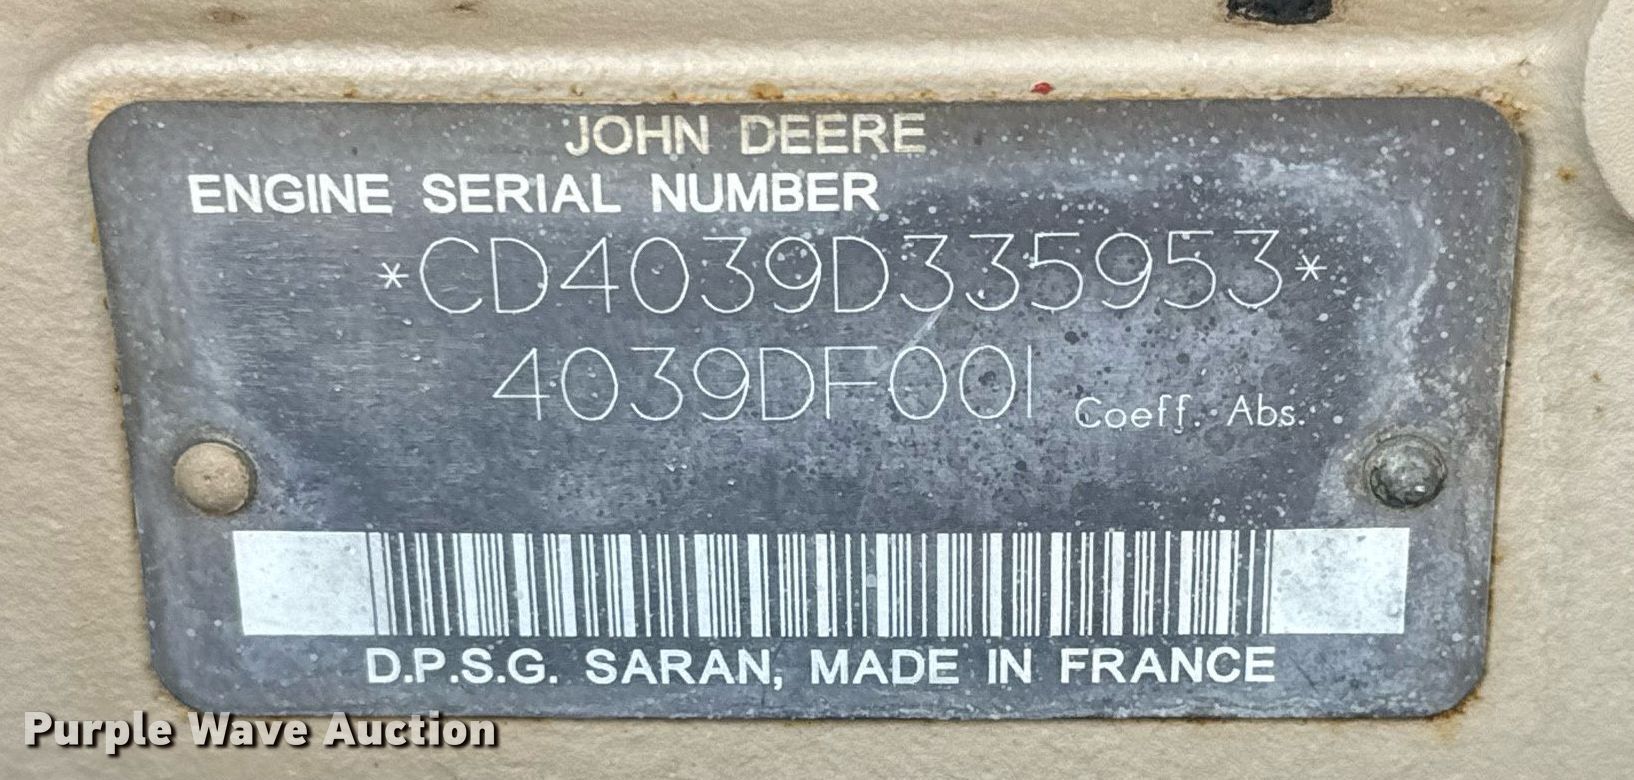 JOHN DEERE
ENGINE SERIAL NUMBER
*CD4039D335953*
4039DF001 Coeff. Abs.
D.P.S.G. SARAN, MADE IN FRANCE
Purple Wave Auction